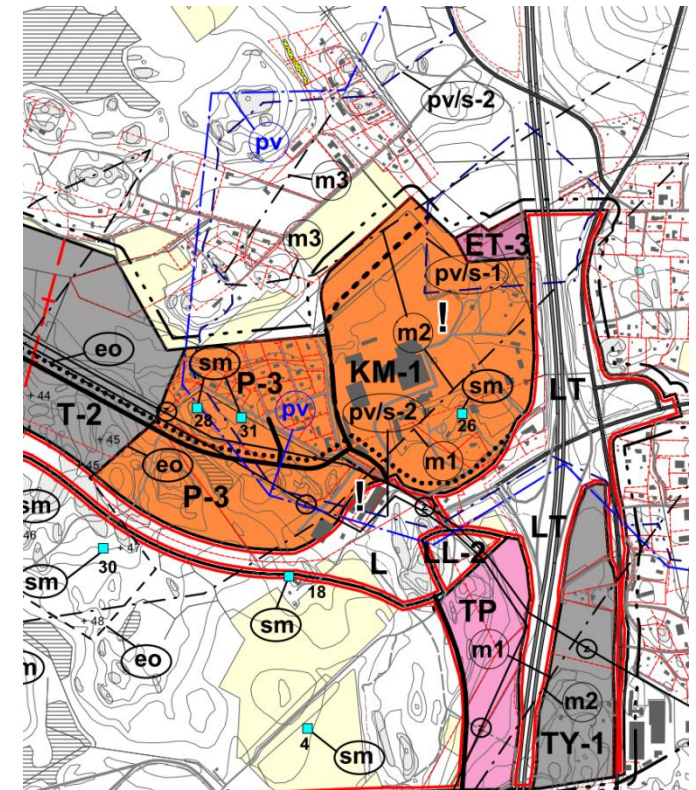 pv/s-2
pv
m3
m3
ET-3
pv/s-1
!
m2
eo
sm
P-3
KM-1
sm
LT
+ 44
T-2
z
28
31
pv
pv/s-2
26
m1
+ 45
+ 45
eo
P-3
!
z
z
sm
46
+ 47
30
L
LL-2
LT
sm
18
sm
TP
+ 48
eo
m1
z
m2
z
4
sm
TY-1